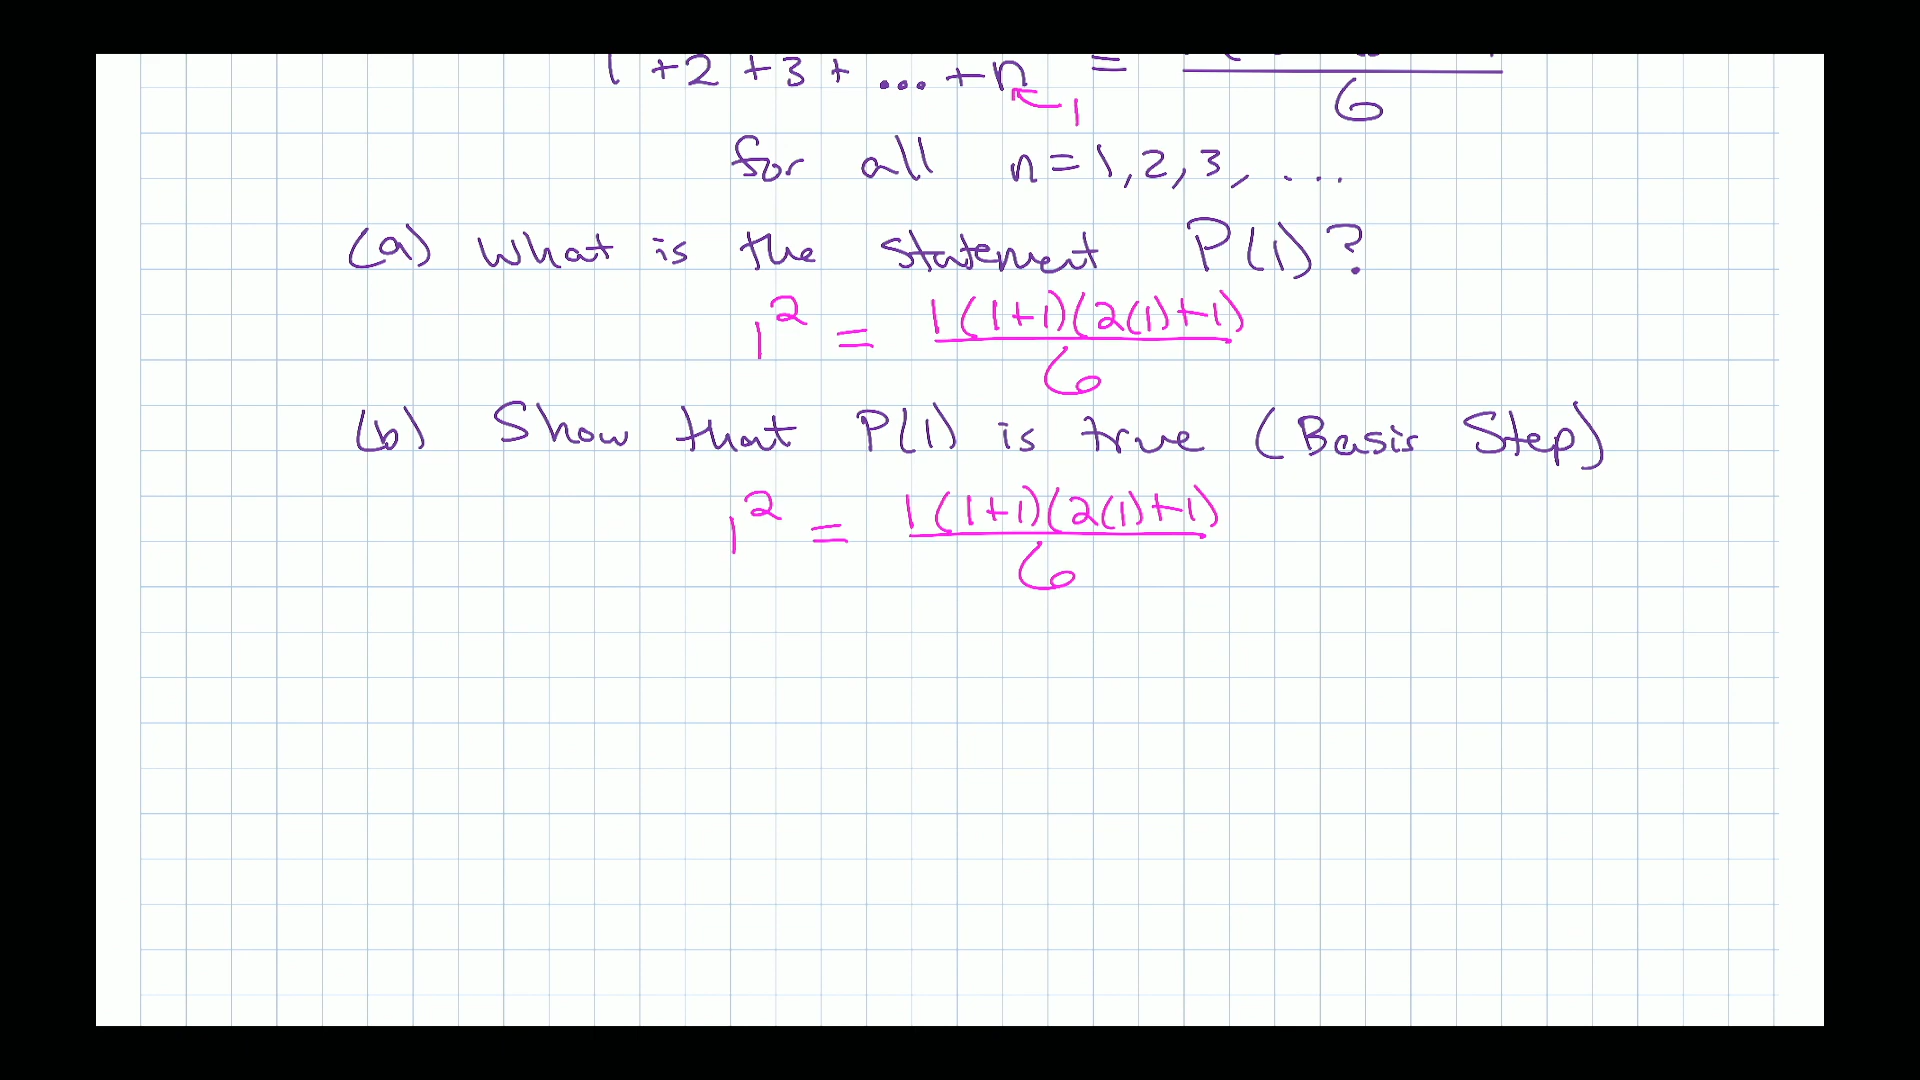 1 + 2 + 3 + ... + n = ——— / 6
1
for all n = 1, 2, 3, ...
(a) What is the statement P(1)?
1² = 1(1+1)(2(1)+1) / 6
(b) Show that P(1) is true (Basis Step)
1² = 1(1+1)(2(1)+1) / 6